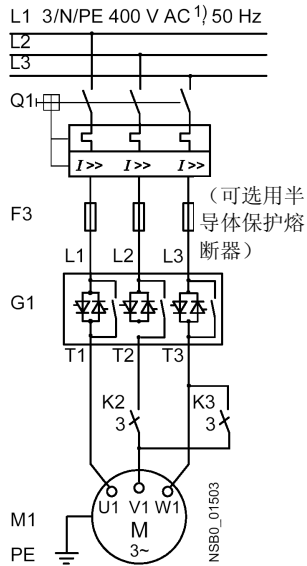 L1 3/N/PE 400 V AC 1), 50 Hz
L2
L3
Q1
I>> I>> I>>
F3
(可选用半
导体保护熔
断器)
L1 L2 L3
G1
T1 T2 T3
K2 K3
3 3
U1 V1 W1
M1
M
3~
PE
NSB0_01503